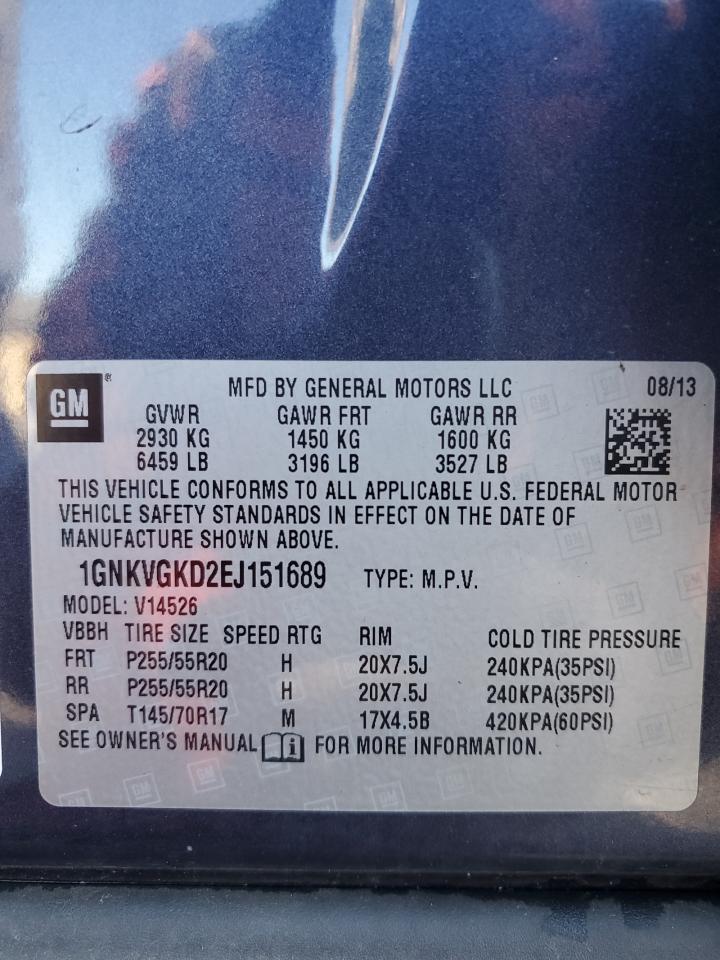 GM ® MFD BY GENERAL MOTORS LLC 08/13
GVWR GAWR FRT GAWR RR
2930 KG 1450 KG 1600 KG
6459 LB 3196 LB 3527 LB
THIS VEHICLE CONFORMS TO ALL APPLICABLE U.S. FEDERAL MOTOR
VEHICLE SAFETY STANDARDS IN EFFECT ON THE DATE OF
MANUFACTURE SHOWN ABOVE.
1GNKVGKD2EJ151689 TYPE: M.P.V.
MODEL: V14526
VBBH TIRE SIZE SPEED RTG RIM COLD TIRE PRESSURE
FRT P255/55R20 H 20X7.5J 240KPA(35PSI)
RR P255/55R20 H 20X7.5J 240KPA(35PSI)
SPA T145/70R17 M 17X4.5B 420KPA(60PSI)
SEE OWNER'S MANUAL i FOR MORE INFORMATION.